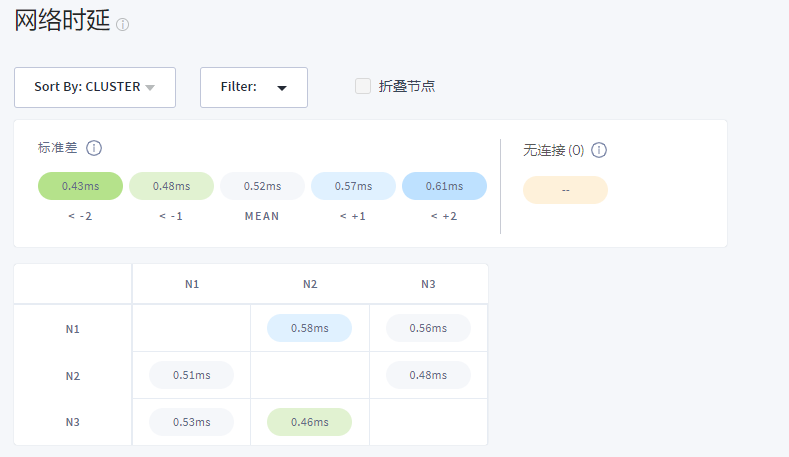 网络时延
Sort By: CLUSTER
Filter:
折叠节点
标准差
无连接 (0)
0.43ms 0.48ms 0.52ms 0.57ms 0.61ms
--
< -2 < -1 MEAN < +1 < +2
N1 N2 N3
N1 0.58ms 0.56ms
N2 0.51ms 0.48ms
N3 0.53ms 0.46ms